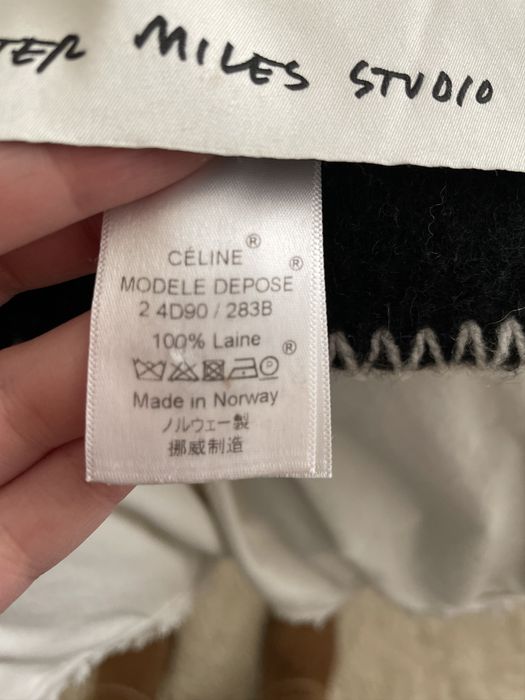 MILES STUDIO
CÉLINE®
MODELE DEPOSE®
2 4D90 / 283B
100% Laine
®
Made in Norway
ノルウェー製
挪威制造